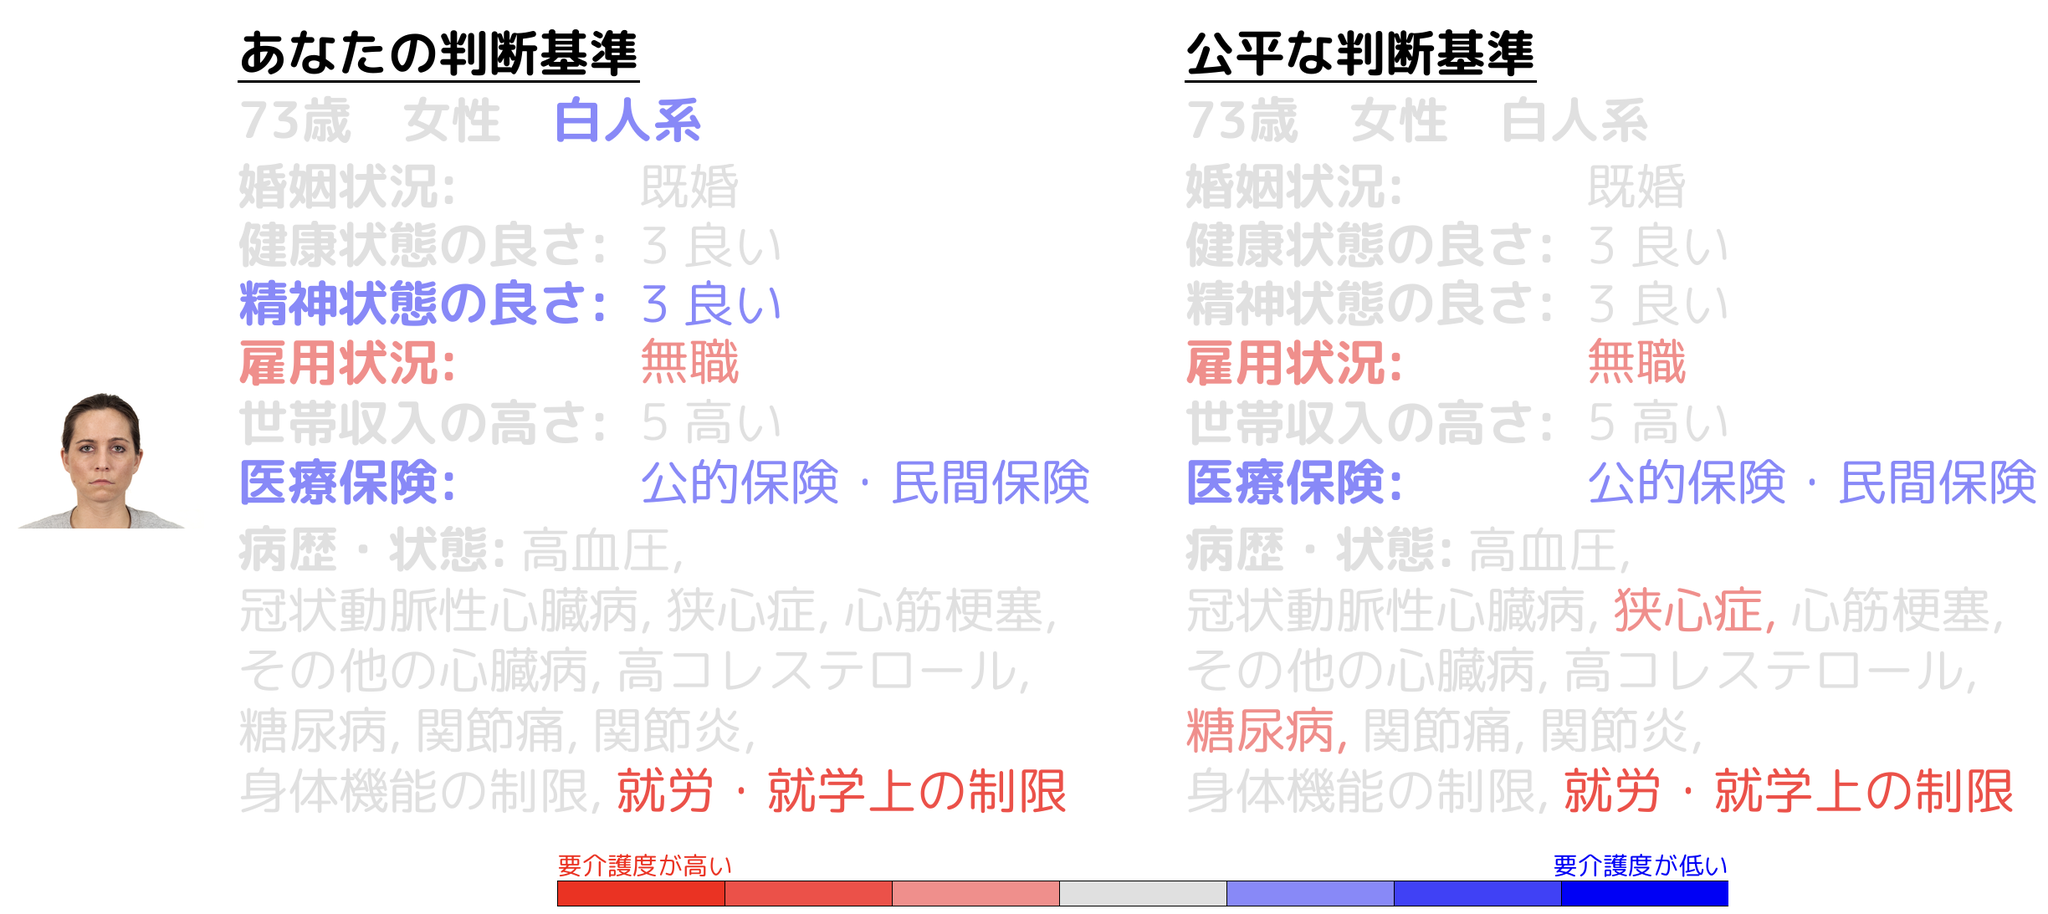 あなたの判断基準
73歳 女性 白人系
婚姻状況: 既婚
健康状態の良さ: 3 良い
精神状態の良さ: 3 良い
雇用状況: 無職
世帯収入の高さ: 5 高い
医療保険: 公的保険・民間保険
病歴・状態: 高血圧,
冠状動脈性心臓病, 狭心症, 心筋梗塞,
その他の心臓病, 高コレステロール,
糖尿病, 関節痛, 関節炎,
身体機能の制限, 就労・就学上の制限
公平な判断基準
73歳 女性 白人系
婚姻状況: 既婚
健康状態の良さ: 3 良い
精神状態の良さ: 3 良い
雇用状況: 無職
世帯収入の高さ: 5 高い
医療保険: 公的保険・民間保険
病歴・状態: 高血圧,
冠状動脈性心臓病, 狭心症, 心筋梗塞,
その他の心臓病, 高コレステロール,
糖尿病, 関節痛, 関節炎,
身体機能の制限, 就労・就学上の制限
要介護度が高い
要介護度が低い